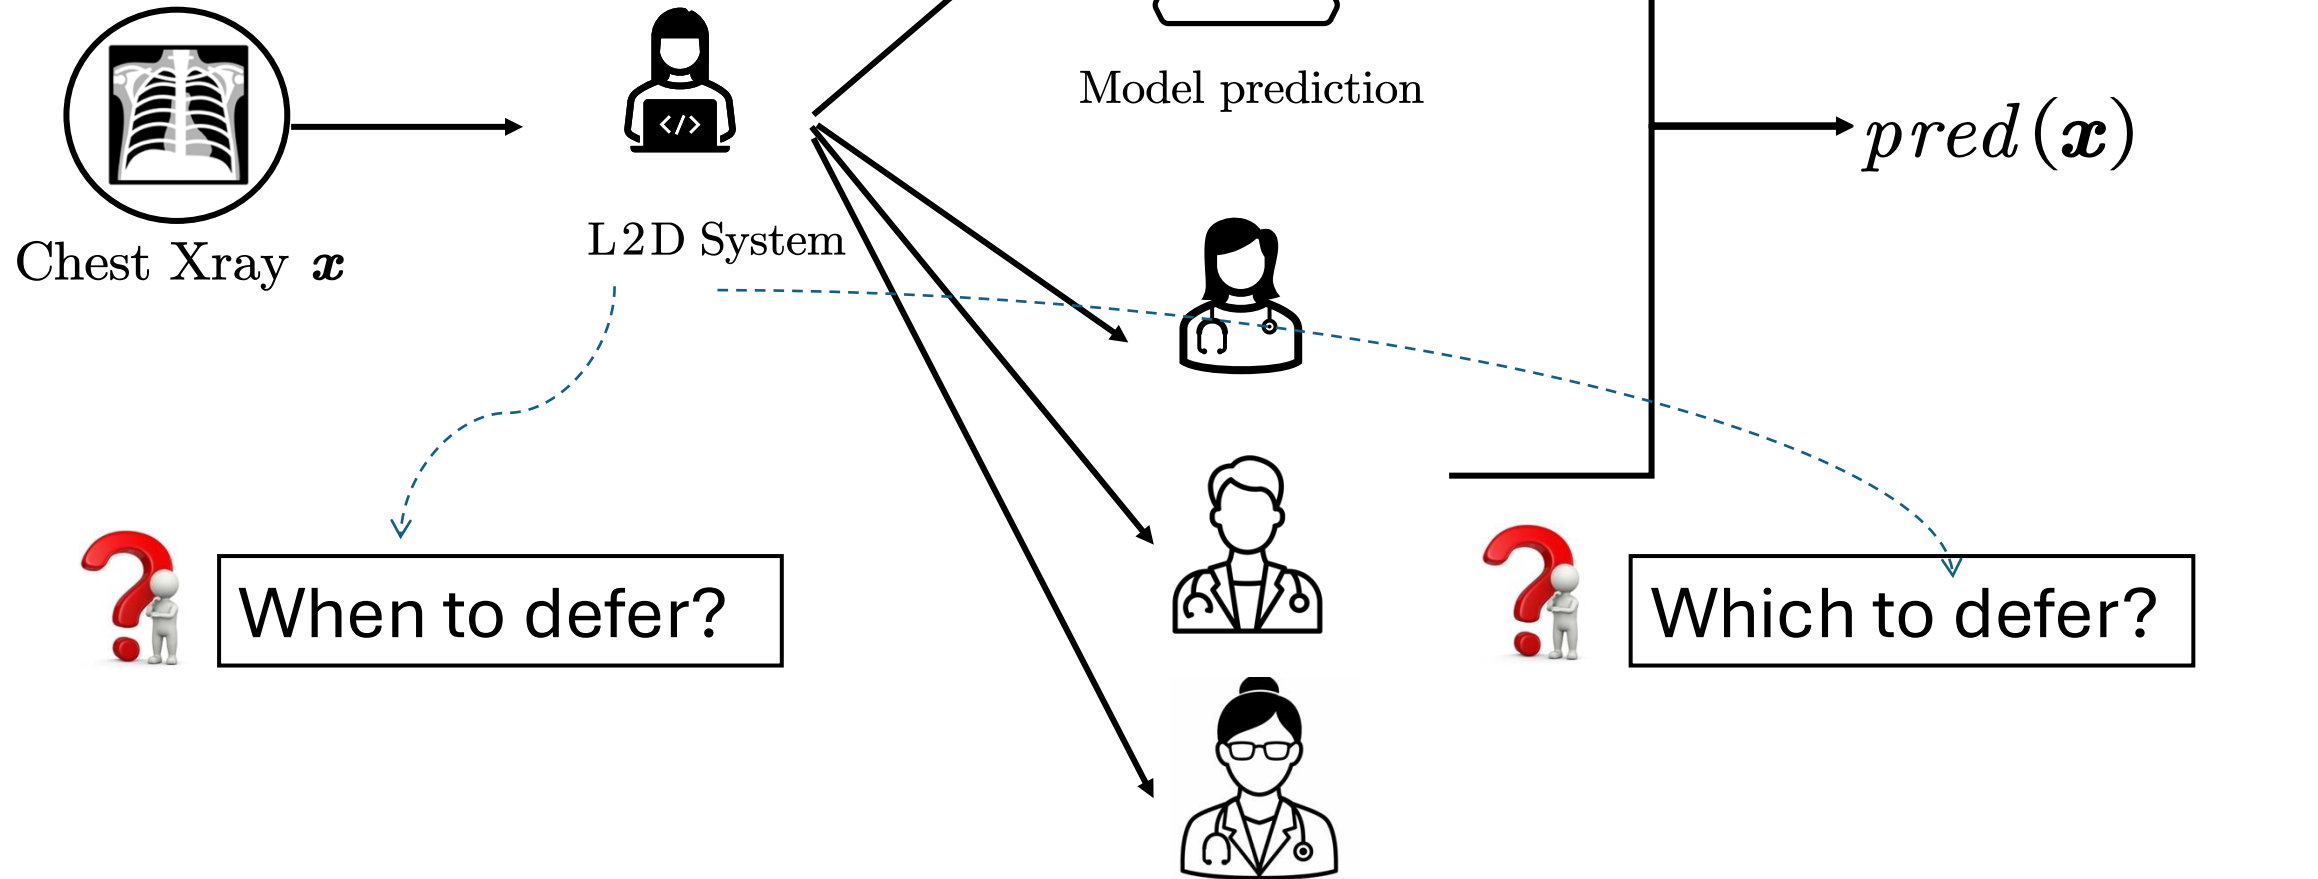 Model prediction
</>
pred(x)
L2D System
Chest Xray x
When to defer?
Which to defer?